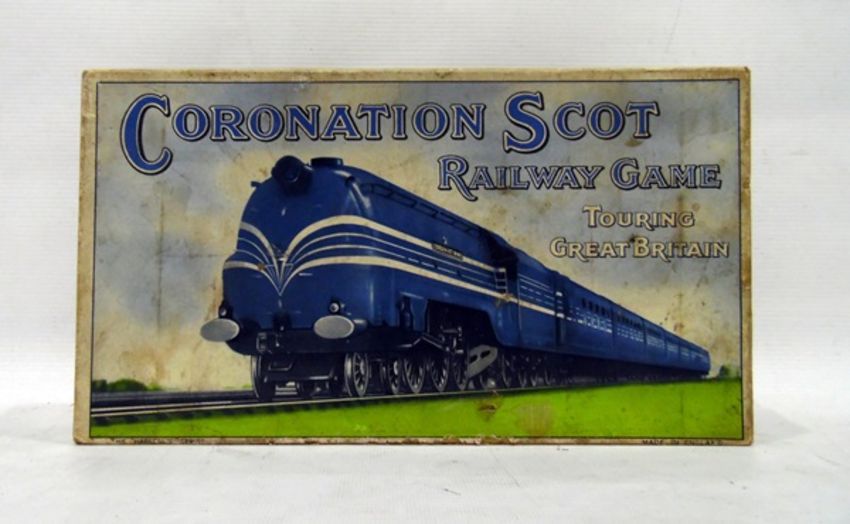 CORONATION SCOT
RAILWAY GAME
TOURING
GREAT BRITAIN
MADE IN ENGLAND